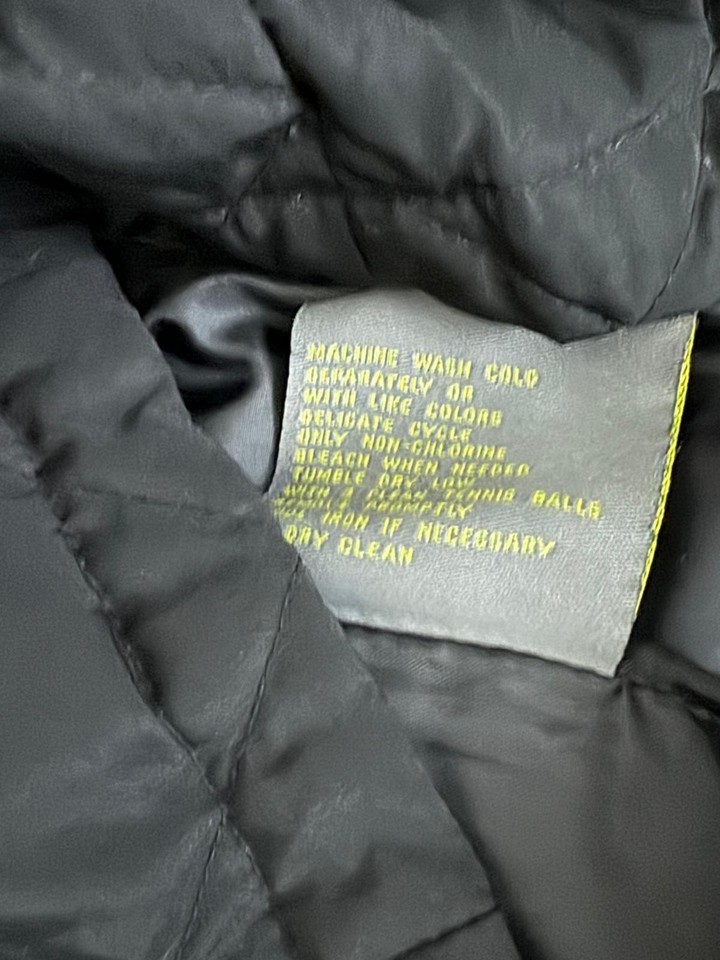 MACHINE WASH COLD
SEPARATELY OR
WITH LIKE COLORS
DELICATE CYCLE
ONLY NON-CHLORINE
BLEACH WHEN NEEDED
TUMBLE DRY LOW
WITH 2 CLEAN TENNIS BALLS
PROMPTLY
IRON IF NECESSARY
DRY CLEAN